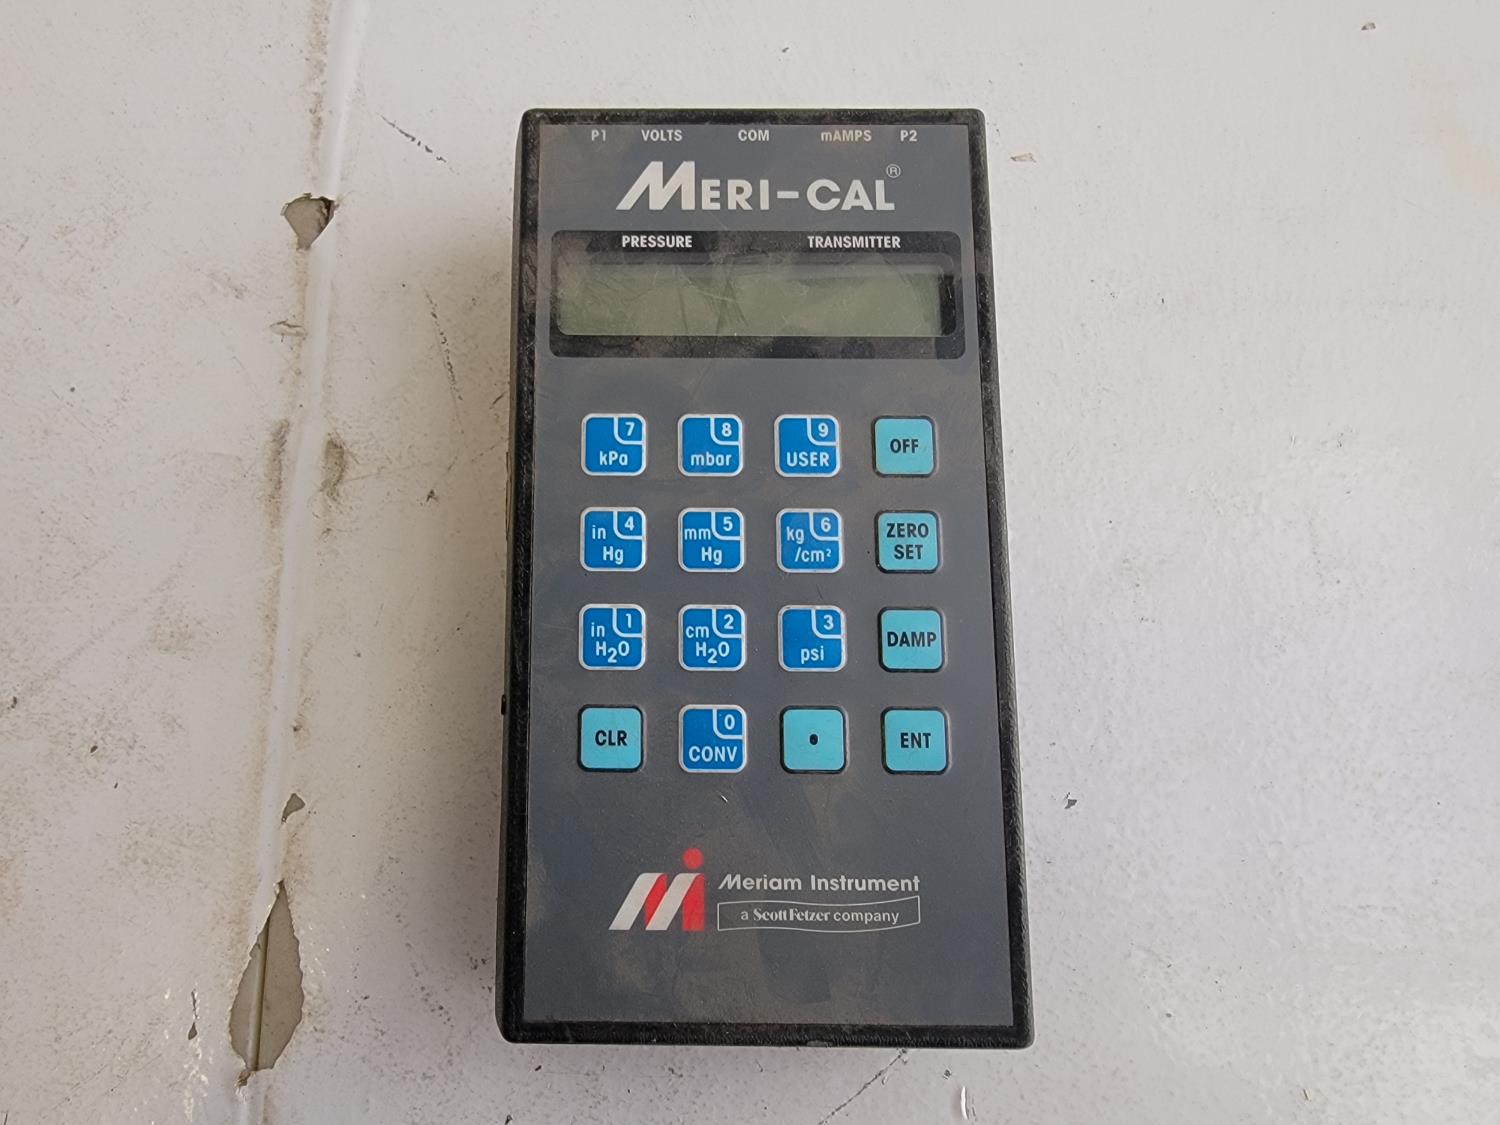 P1 VOLTS COM mAMPS P2
MERI-CAL®
PRESSURE TRANSMITTER
7 8 9
kPa mbar USER OFF
in 4 mm 5 kg 6 ZERO
Hg Hg /cm² SET
in 1 cm 2 3
H₂O H₂O psi DAMP
CLR 0 CONV • ENT
Meriam Instrument
a Scott Fetzer company